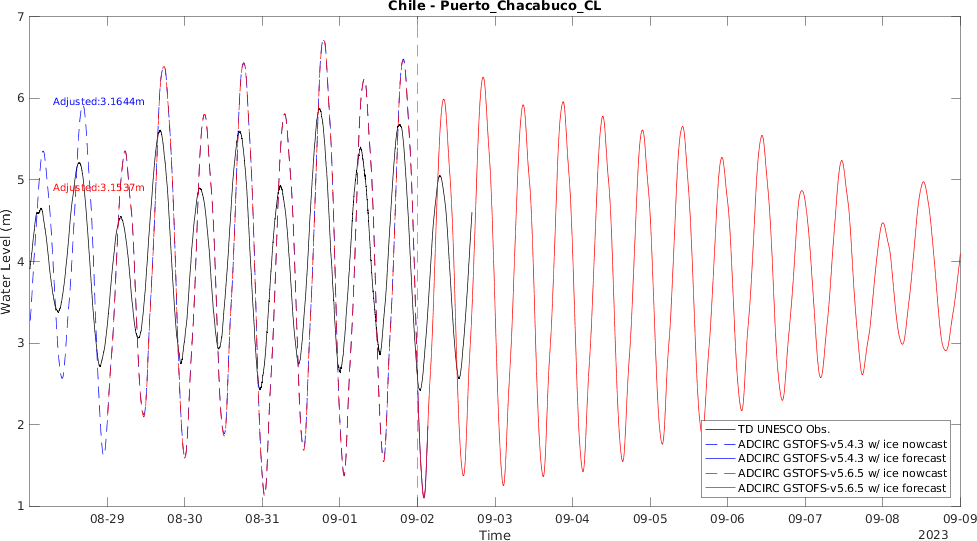 Chile - Puerto_Chacabuco_CL
7
6
5
4
3
2
1
Water Level (m)
Adjusted:3.1644m
Adjusted:3.1537m
TD UNESCO Obs.
ADCIRC GSTOFS-v5.4.3 w/ ice nowcast
ADCIRC GSTOFS-v5.4.3 w/ ice forecast
ADCIRC GSTOFS-v5.6.5 w/ ice nowcast
ADCIRC GSTOFS-v5.6.5 w/ ice forecast
08-29 08-30 08-31 09-01 09-02 09-03 09-04 09-05 09-06 09-07 09-08 09-09
Time
2023